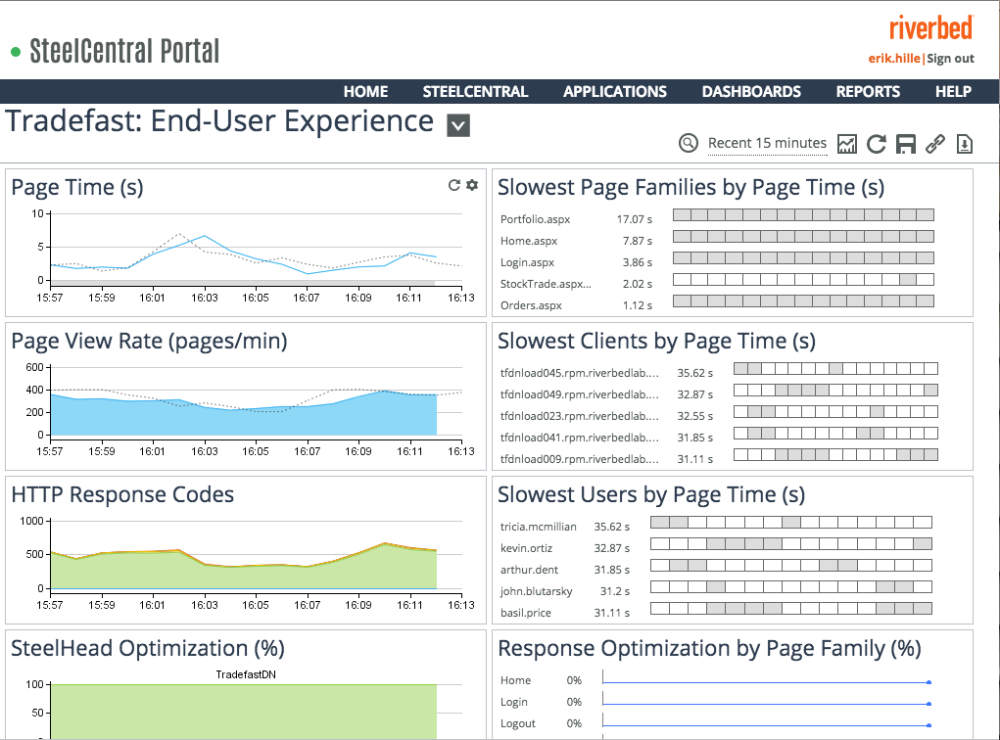 riverbed
SteelCentral Portal
erik.hille|Sign out
HOME STEELCENTRAL APPLICATIONS DASHBOARDS REPORTS HELP
Tradefast: End-User Experience
Recent 15 minutes
Page Time (s)
10
5
0
15:57 15:59 16:01 16:03 16:05 16:07 16:09 16:11 16:13
Slowest Page Families by Page Time (s)
Portfolio.aspx 17.07 s
Home.aspx 7.87 s
Login.aspx 3.86 s
StockTrade.aspx... 2.02 s
Orders.aspx 1.12 s
Page View Rate (pages/min)
600
400
200
0
15:57 15:59 16:01 16:03 16:05 16:07 16:09 16:11 16:13
Slowest Clients by Page Time (s)
tfdnload045.rpm.riverbedlab.... 35.62 s
tfdnload049.rpm.riverbedlab.... 32.87 s
tfdnload023.rpm.riverbedlab.... 32.55 s
tfdnload041.rpm.riverbedlab.... 31.85 s
tfdnload009.rpm.riverbedlab.... 31.11 s
HTTP Response Codes
1000
500
0
15:57 15:59 16:01 16:03 16:05 16:07 16:09 16:11 16:13
Slowest Users by Page Time (s)
tricia.mcmillian 35.62 s
kevin.ortiz 32.87 s
arthur.dent 31.85 s
john.blutarsky 31.2 s
basil.price 31.11 s
SteelHead Optimization (%)
TradefastDN
100
50
Response Optimization by Page Family (%)
Home 0%
Login 0%
Logout 0%